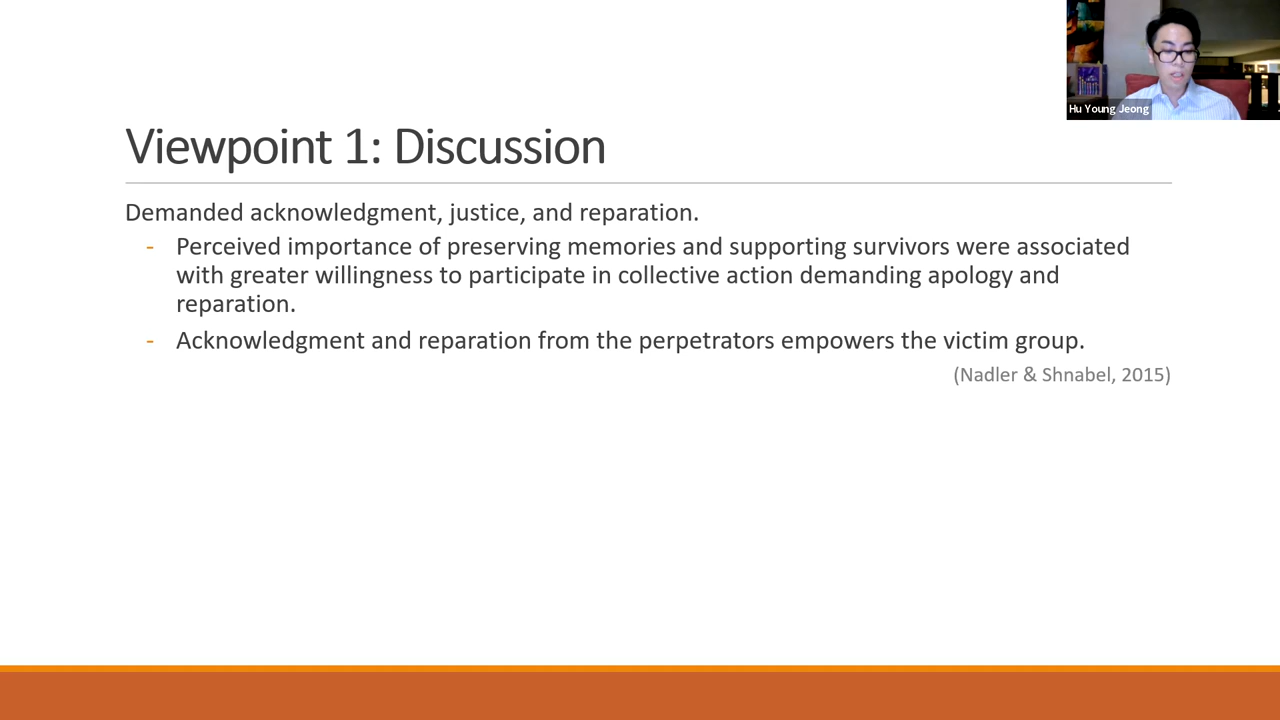 Hu Young Jeong
Viewpoint 1: Discussion
Demanded acknowledgment, justice, and reparation.
- Perceived importance of preserving memories and supporting survivors were associated
with greater willingness to participate in collective action demanding apology and
reparation.
- Acknowledgment and reparation from the perpetrators empowers the victim group.
(Nadler & Shnabel, 2015)